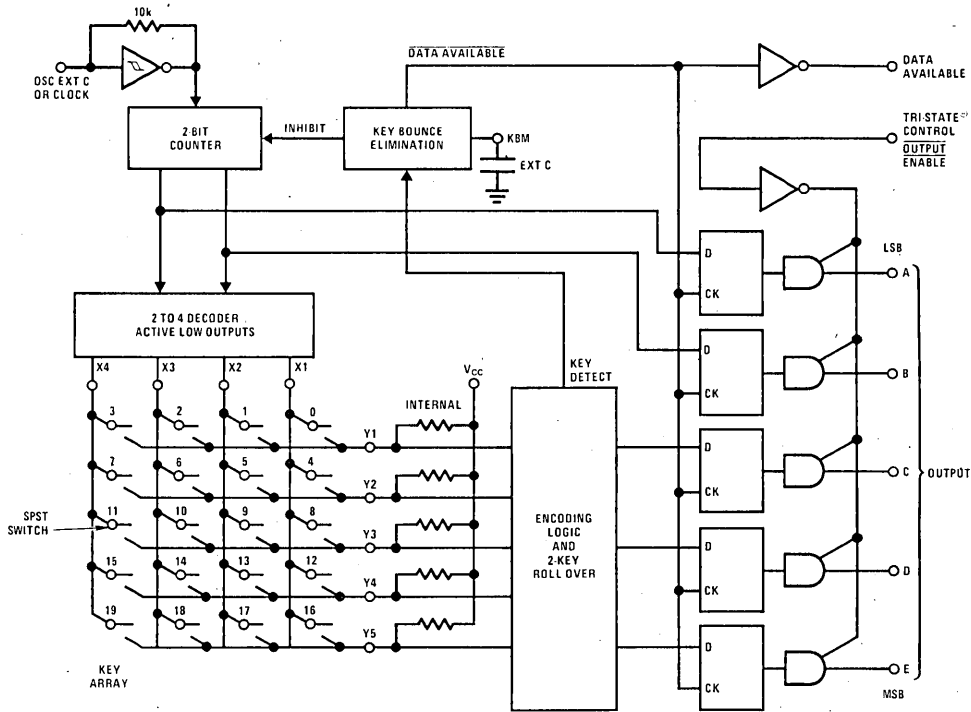 10k
OSC EXT C
OR CLOCK
DATA AVAILABLE
DATA
AVAILABLE
2-BIT
COUNTER
INHIBIT
KEY BOUNCE
ELIMINATION
KBM
EXT C
TRI-STATE®
CONTROL
OUTPUT
ENABLE
D
CK
LSB
A
2 TO 4 DECODER
ACTIVE LOW OUTPUTS
X4
X3
X2
X1
VCC
KEY
DETECT
D
CK
B
3
2
1
0
INTERNAL
Y1
7
6
5
4
Y2
D
CK
C
OUTPUT
SPST
SWITCH
11
10
9
8
Y3
ENCODING
LOGIC
AND
2-KEY
ROLL OVER
15
14
13
12
Y4
D
CK
D
19
18
17
16
Y5
D
CK
E
MSB
KEY
ARRAY